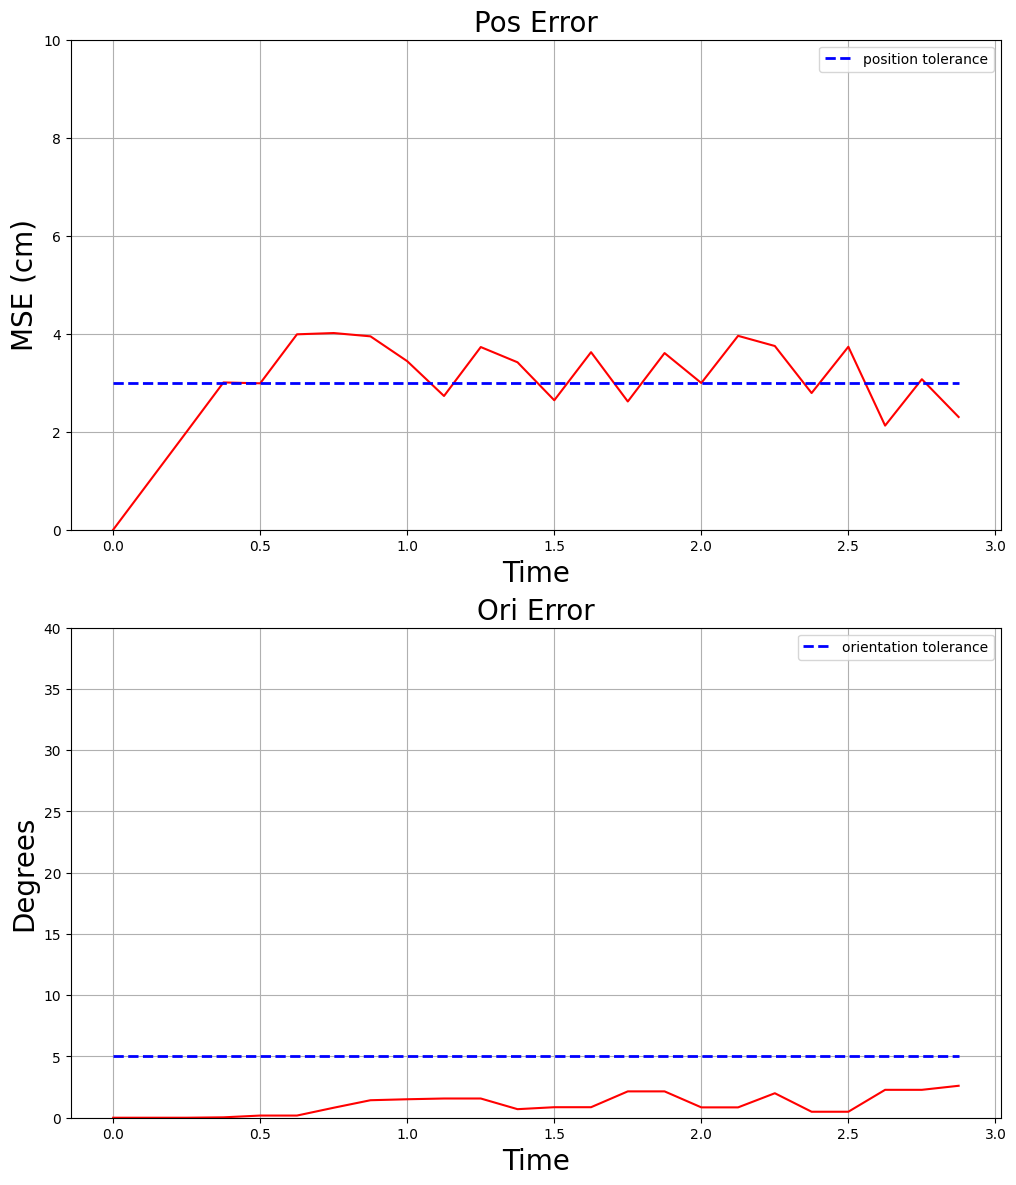 Pos Error
10
position tolerance
8
6
MSE (cm)
4
2
0
0.0 0.5 1.0 1.5 2.0 2.5 3.0
Time
Ori Error
40
orientation tolerance
35
30
25
20
Degrees
15
10
5
0
0.0 0.5 1.0 1.5 2.0 2.5 3.0
Time